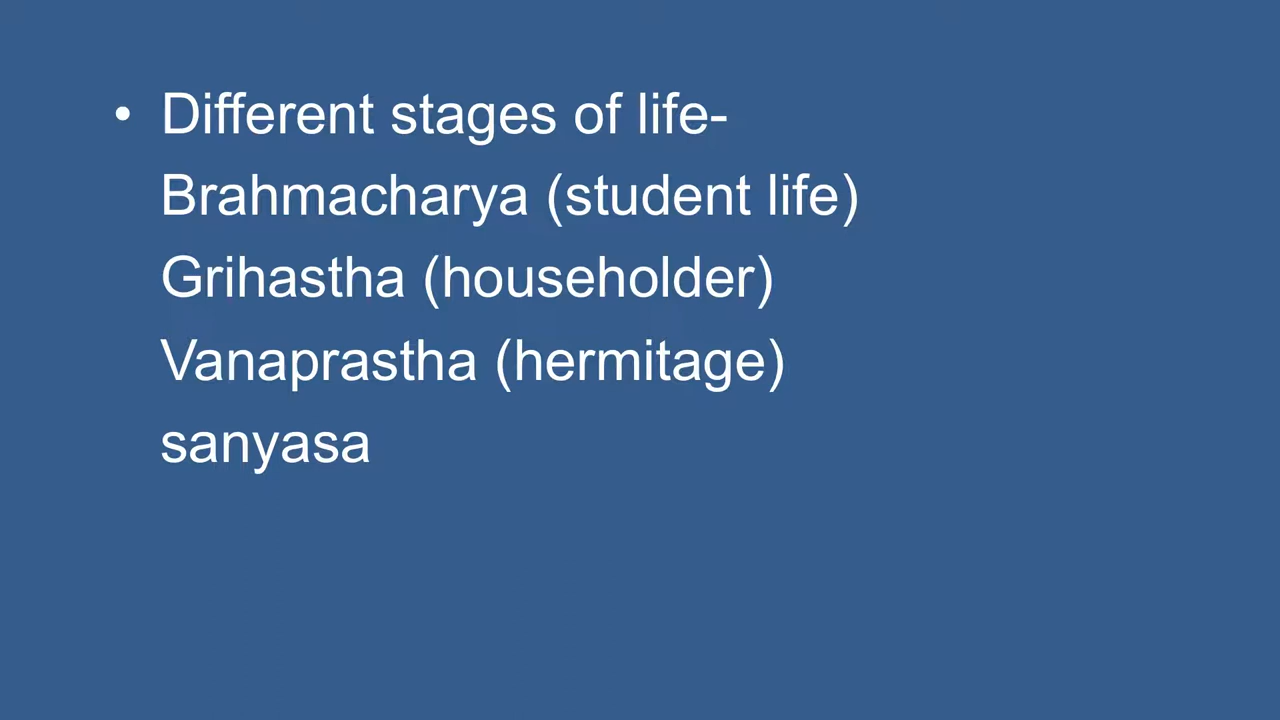 • Different stages of life-
Brahmacharya (student life)
Grihastha (householder)
Vanaprastha (hermitage)
sanyasa